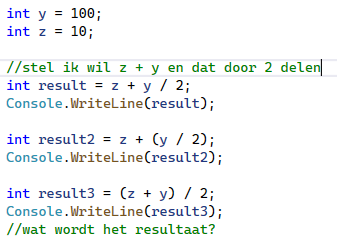 int y = 100;
int z = 10;
//stel ik wil z + y en dat door 2 delen
int result = z + y / 2;
Console.WriteLine(result);
int result2 = z + (y / 2);
Console.WriteLine(result2);
int result3 = (z + y) / 2;
Console.WriteLine(result3);
//wat wordt het resultaat?